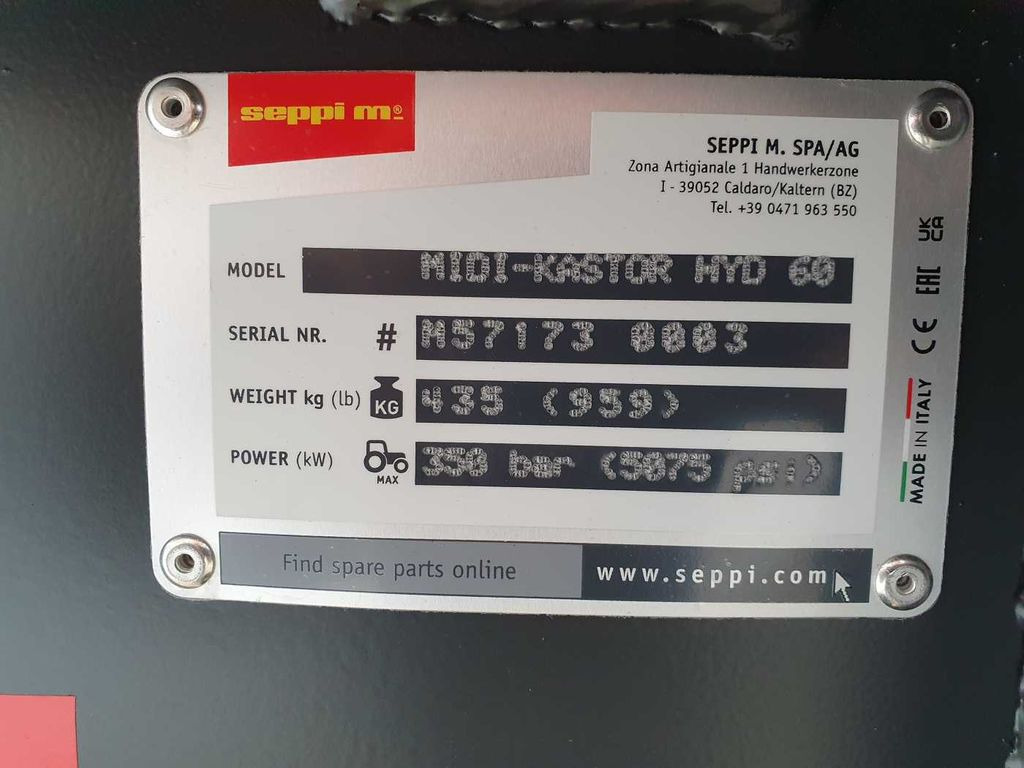 seppi m®
SEPPI M. SPA/AG
Zona Artigianale 1 Handwerkerzone
I - 39052 Caldaro/Kaltern (BZ)
Tel. +39 0471 963 550
MODEL MIDI-KASTOR HYD 60
SERIAL NR. # M57173 0003
WEIGHT kg (lb) KG 435 (959)
POWER (kW) MAX 350 bar (5075 psi)
Find spare parts online www.seppi.com
MADE IN ITALY CE EAC UKCA